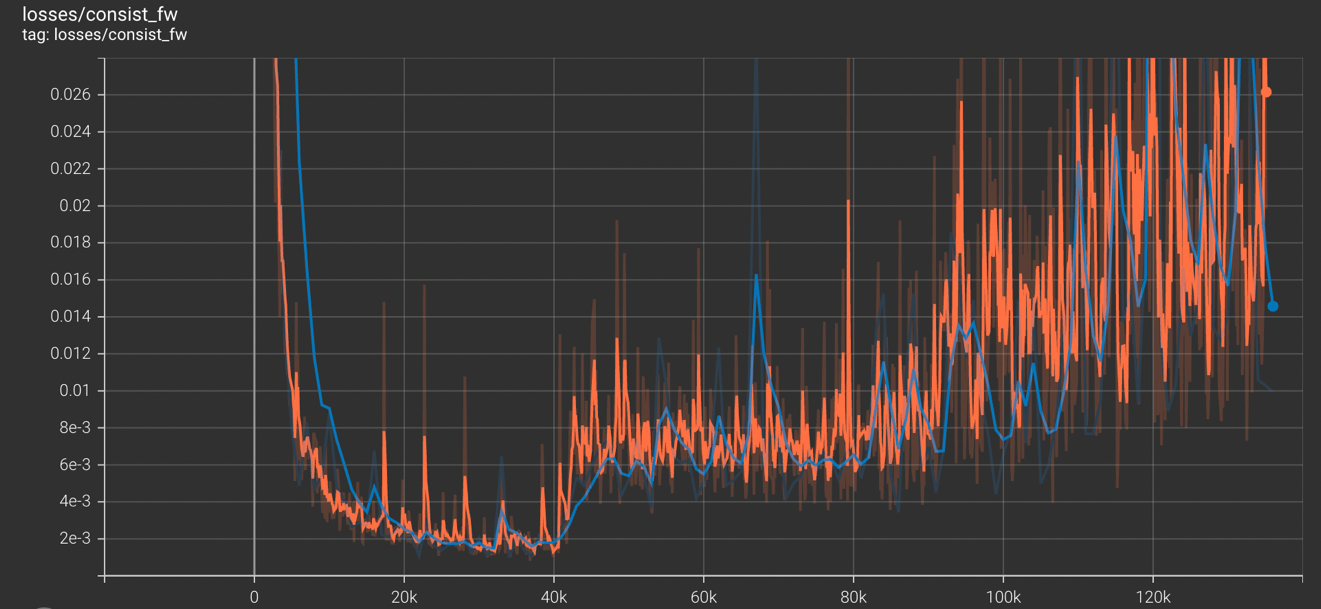 losses/consist_fw
tag: losses/consist_fw
0.026
0.024
0.022
0.02
0.018
0.016
0.014
0.012
0.01
8e-3
6e-3
4e-3
2e-3
0 20k 40k 60k 80k 100k 120k